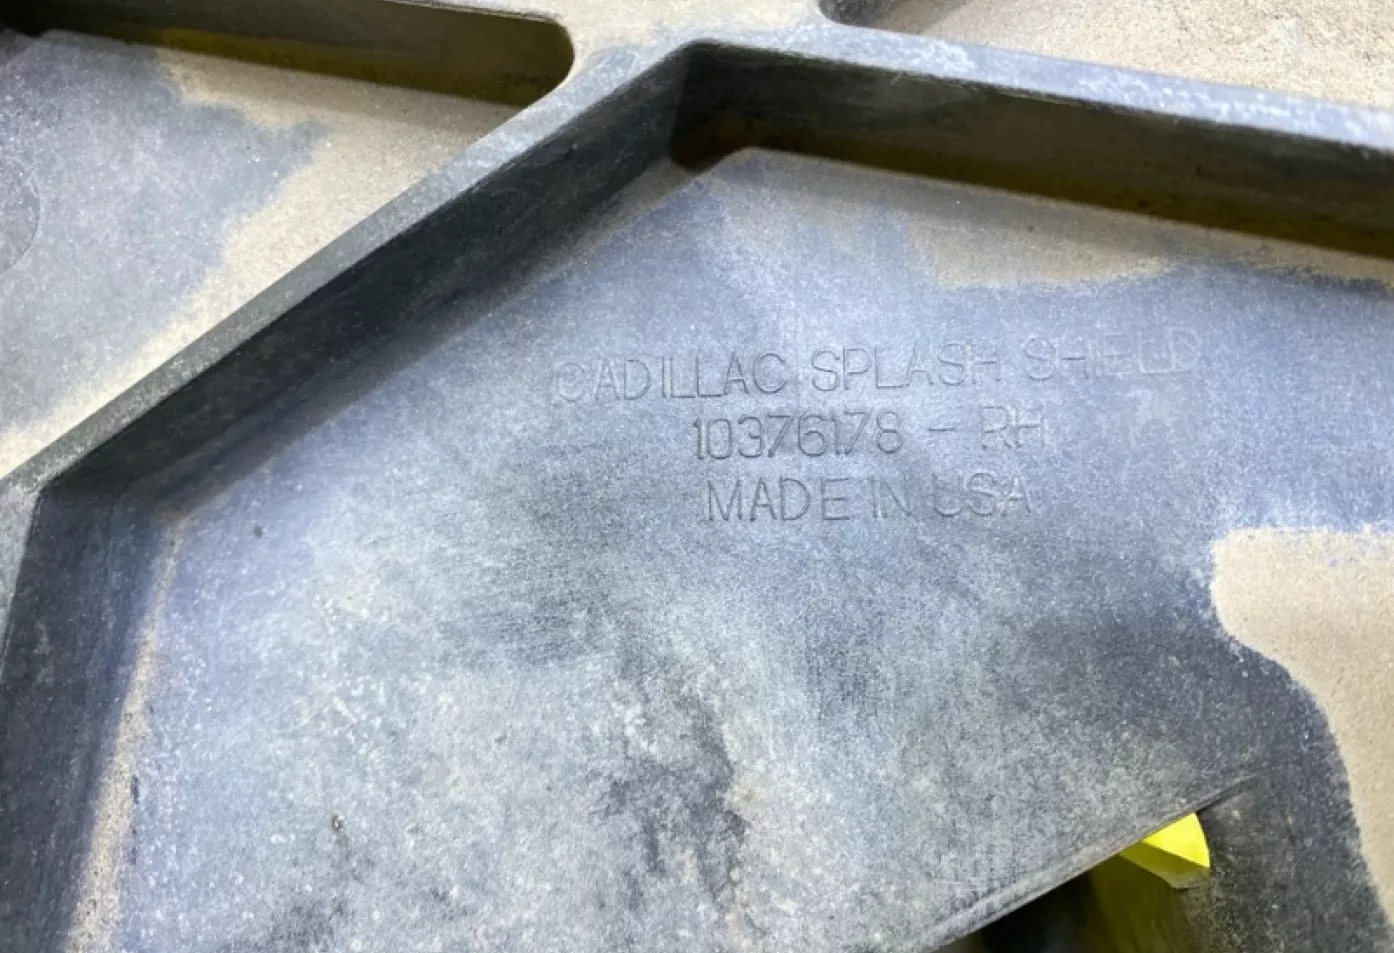 CADILLAC SPLASH SHIELD
10376178 - RH
MADE IN USA